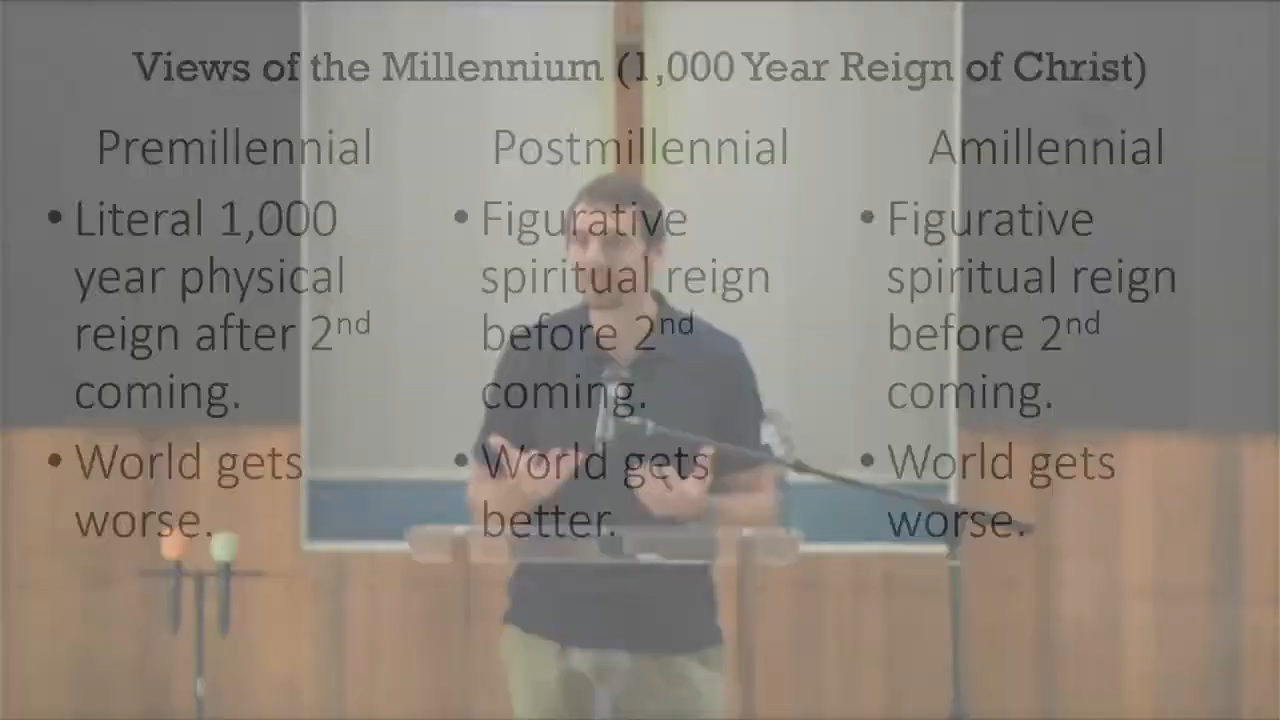 Views of the Millennium (1,000 Year Reign of Christ)
Premillennial
• Literal 1,000
year physical
reign after 2nd
coming.
• World gets
worse.
Postmillennial
• Figurative
spiritual reign
before 2nd
coming.
• World gets
better.
Amillennial
• Figurative
spiritual reign
before 2nd
coming.
• World gets
worse.